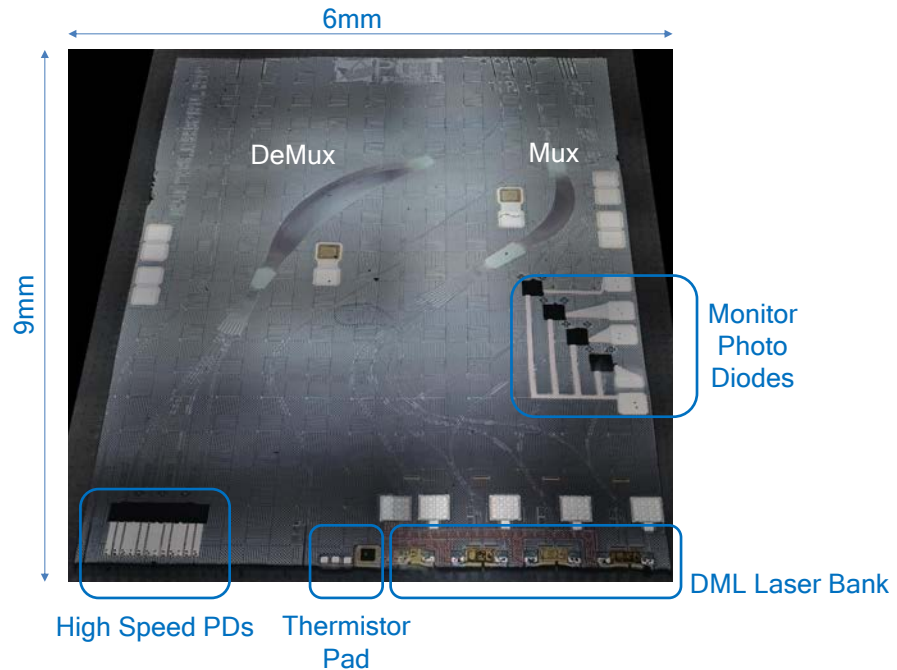 6mm
9mm
DeMux
Mux
Monitor
Photo
Diodes
High Speed PDs
Thermistor
Pad
DML Laser Bank